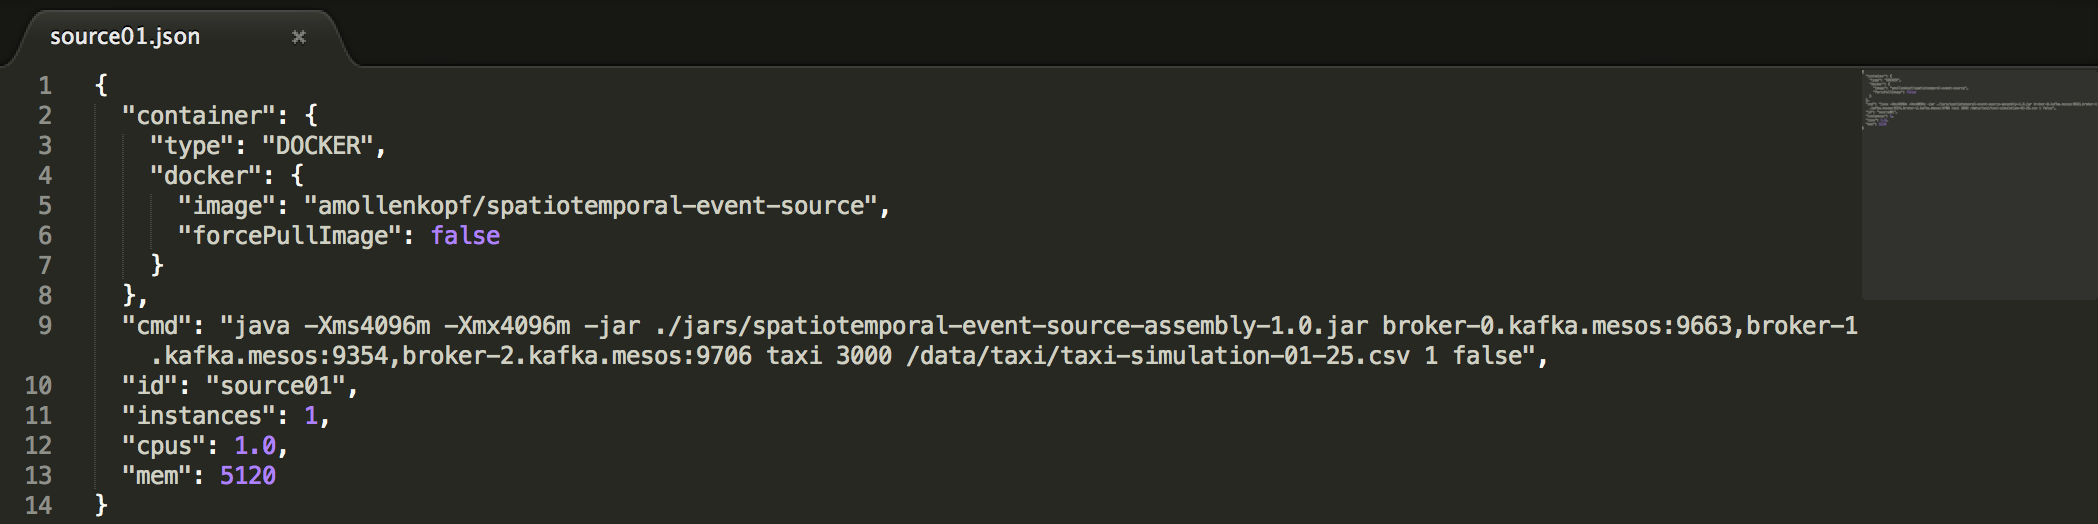 source01.json ×
1 {
2 "container": {
3 "type": "DOCKER",
4 "docker": {
5 "image": "amollenkopf/spatiotemporal-event-source",
6 "forcePullImage": false
7 }
8 },
9 "cmd": "java -Xms4096m -Xmx4096m -jar ./jars/spatiotemporal-event-source-assembly-1.0.jar broker-0.kafka.mesos:9663,broker-1
.kafka.mesos:9354,broker-2.kafka.mesos:9706 taxi 3000 /data/taxi/taxi-simulation-01-25.csv 1 false",
10 "id": "source01",
11 "instances": 1,
12 "cpus": 1.0,
13 "mem": 5120
14 }